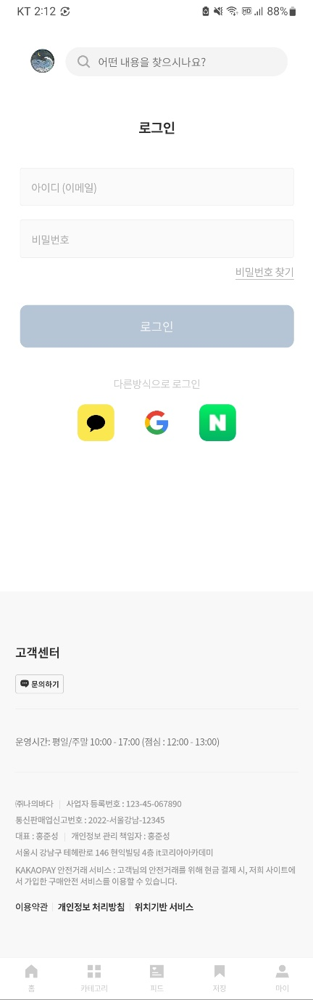 KT 2:12 88%
어떤 내용을 찾으시나요?
로그인
아이디 (이메일)
비밀번호
비밀번호 찾기
로그인
다른방식으로 로그인
N
고객센터
문의하기
운영시간: 평일/주말 10:00 - 17:00 (점심 : 12:00 - 13:00)
㈜나의바다 | 사업자 등록번호 : 123-45-067890
통신판매업신고번호 : 2022-서울강남-12345
대표 : 홍준성 | 개인정보 관리 책임자 : 홍준성
서울시 강남구 테헤란로 146 현익빌딩 4층 it코리아아카데미
KAKAOPAY 안전거래 서비스 : 고객님의 안전거래를 위해 현금 결제 시, 저희 사이트에
서 가입한 구매안전 서비스를 이용할 수 있습니다.
이용약관 | 개인정보 처리방침 | 위치기반 서비스
홈 카테고리 피드 저장 마이